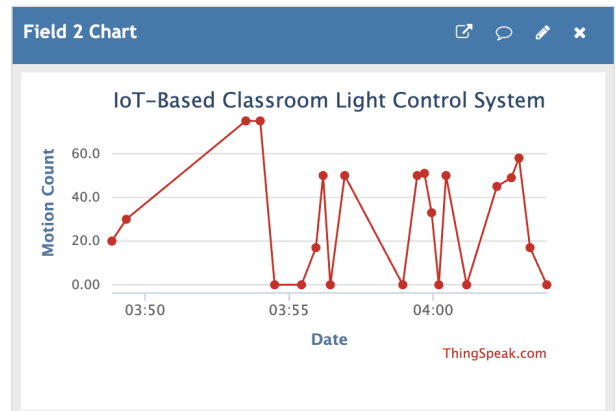 Field 2 Chart
IoT-Based Classroom Light Control System
Motion Count
60.0
40.0
20.0
0.00
03:50 03:55 04:00
Date
ThingSpeak.com